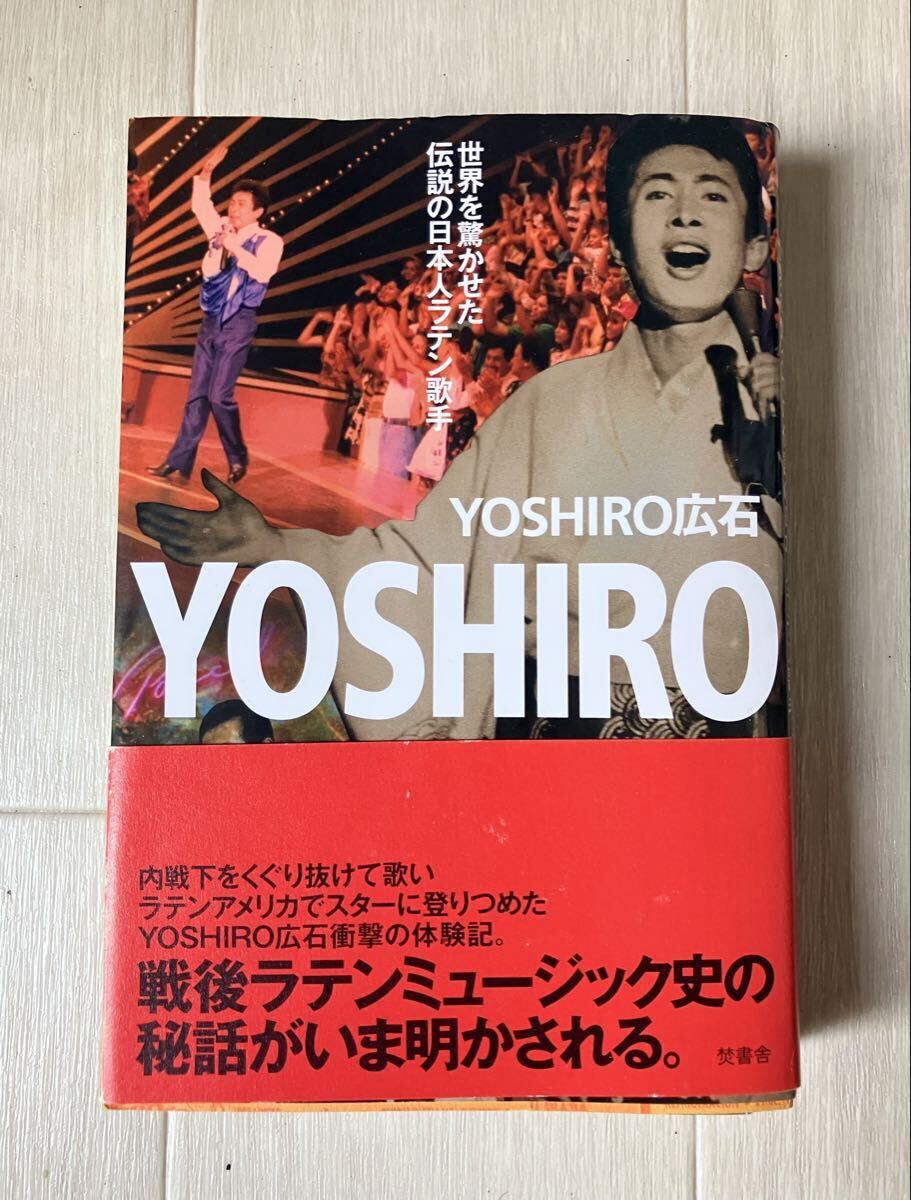 世界を驚かせた
伝説の日本人ラテン歌手
YOSHIRO広石
YOSHIRO
内戦下をくぐり抜けて歌い
ラテンアメリカでスターに登りつめた
YOSHIRO広石衝撃の体験記。
戦後ラテンミュージック史の
秘話がいま明かされる。
焚書舎